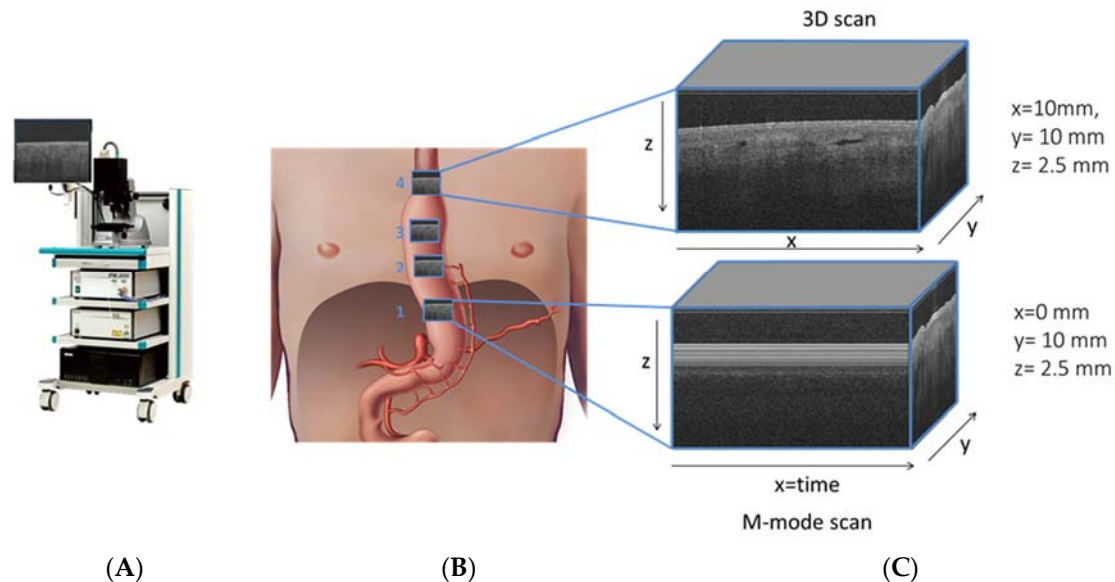 3D scan
z
x=10mm,
y= 10 mm
z= 2.5 mm
x
y
4
3
2
1
z
x=0 mm
y= 10 mm
z= 2.5 mm
y
x=time
M-mode scan
(A)
(B)
(C)